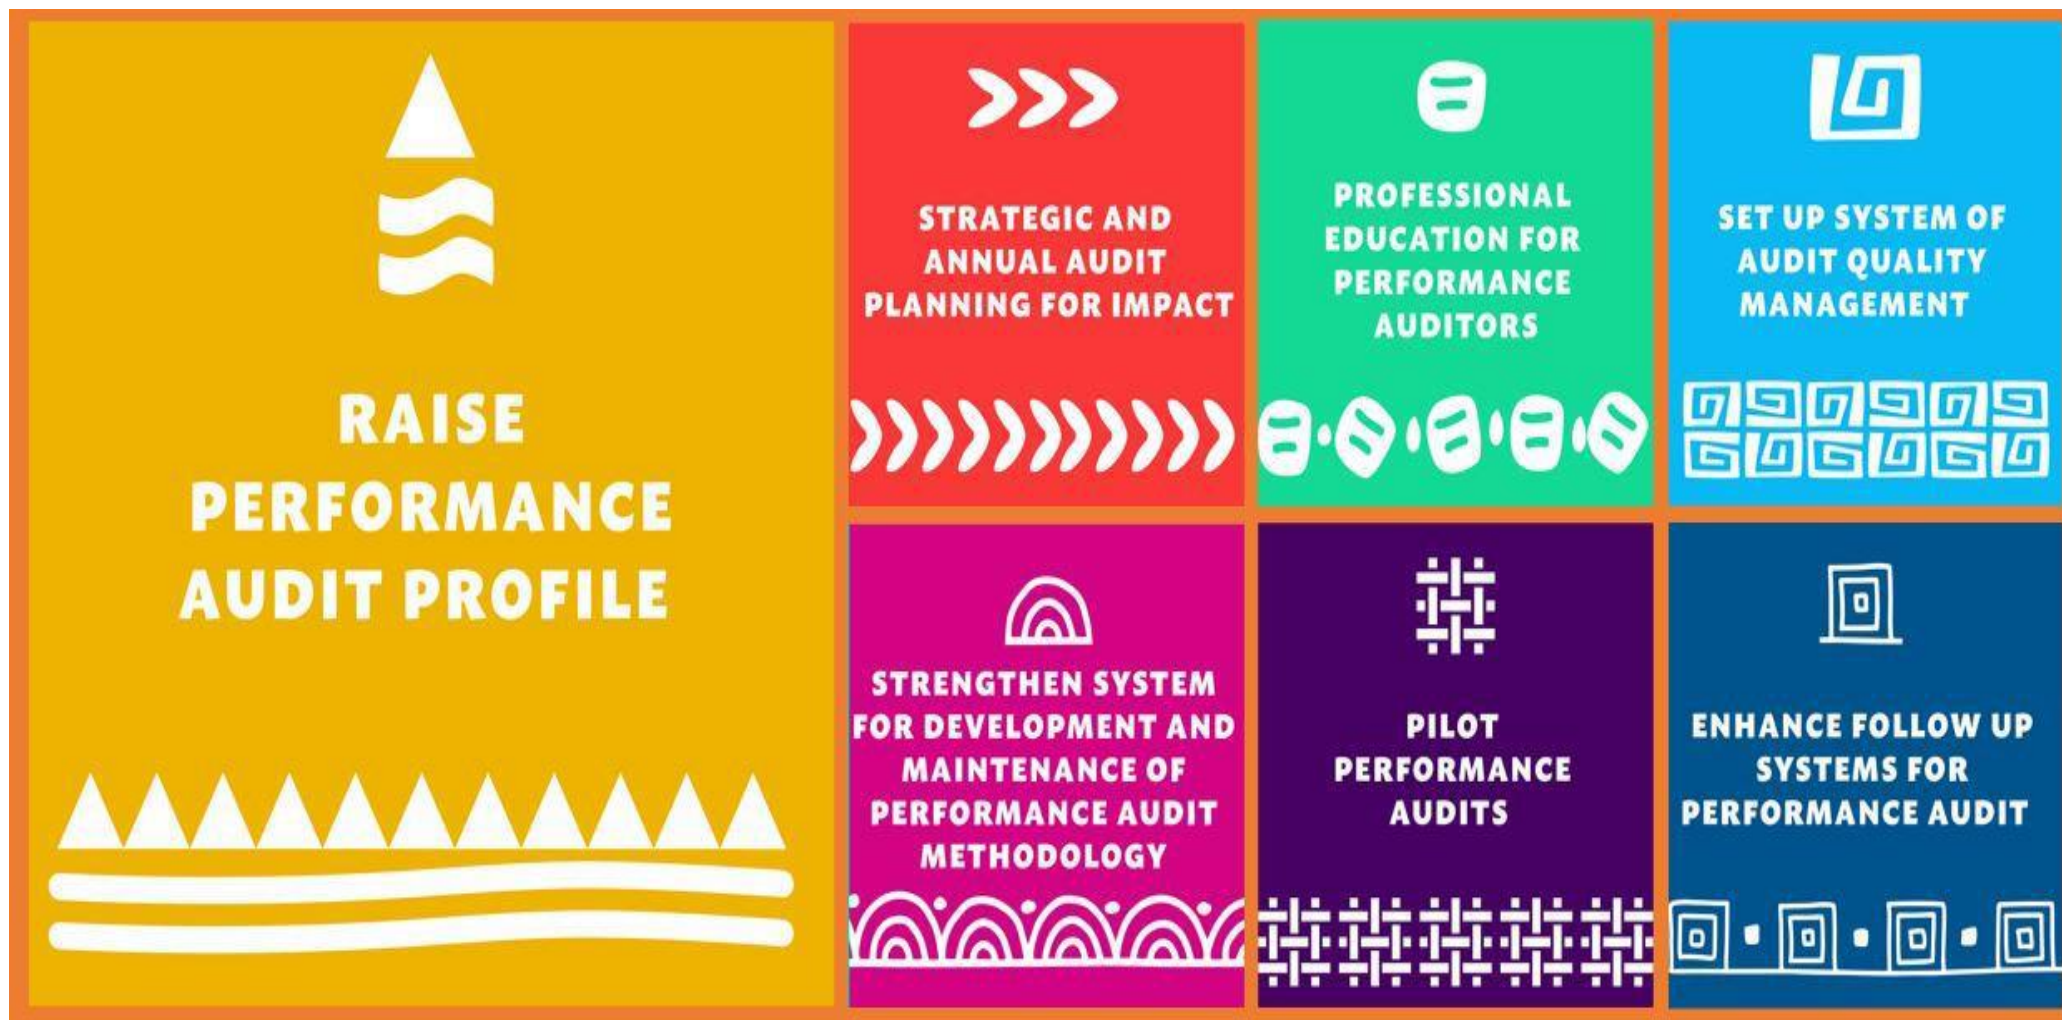 RAISE
PERFORMANCE
AUDIT PROFILE
STRATEGIC AND
ANNUAL AUDIT
PLANNING FOR IMPACT
PROFESSIONAL
EDUCATION FOR
PERFORMANCE
AUDITORS
SET UP SYSTEM OF
AUDIT QUALITY
MANAGEMENT
STRENGTHEN SYSTEM
FOR DEVELOPMENT AND
MAINTENANCE OF
PERFORMANCE AUDIT
METHODOLOGY
PILOT
PERFORMANCE
AUDITS
ENHANCE FOLLOW UP
SYSTEMS FOR
PERFORMANCE AUDIT